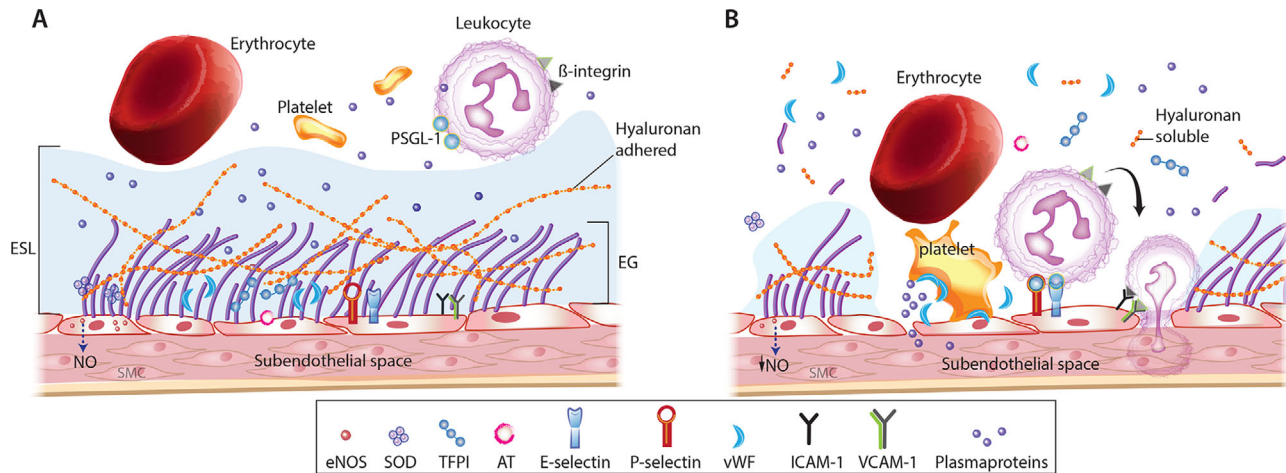 A
Erythrocyte
Leukocyte
ß-integrin
Platelet
PSGL-1
Hyaluronan
adhered
ESL
EG
NO
SMC
Subendothelial space
B
Erythrocyte
Hyaluronan
soluble
platelet
NO
SMC
Subendothelial space
eNOS
SOD
TFPI
AT
E-selectin
P-selectin
vWF
ICAM-1
VCAM-1
Plasmaproteins